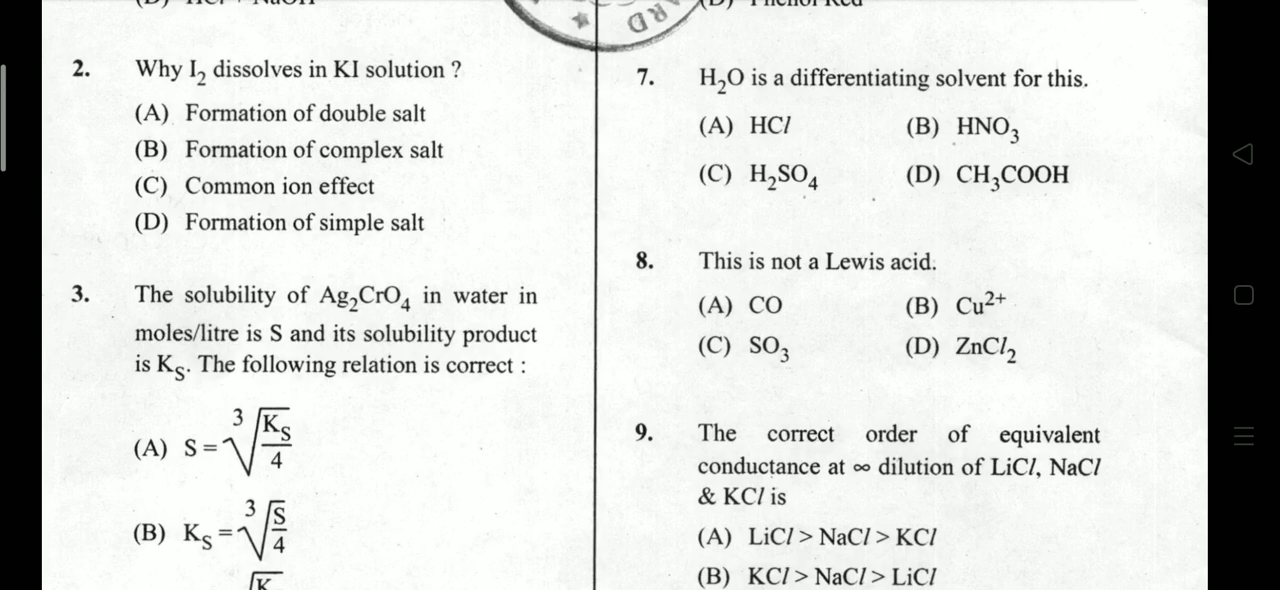 2. Why I₂ dissolves in KI solution ?
(A) Formation of double salt
(B) Formation of complex salt
(C) Common ion effect
(D) Formation of simple salt
3. The solubility of Ag₂CrO₄ in water in
moles/litre is S and its solubility product
is K_S. The following relation is correct :
(A) S = ∛(K_S/4)
(B) K_S = ∛(S/4)
ARD
7. H₂O is a differentiating solvent for this.
(A) HCl (B) HNO₃
(C) H₂SO₄ (D) CH₃COOH
8. This is not a Lewis acid.
(A) CO (B) Cu²⁺
(C) SO₃ (D) ZnCl₂
9. The correct order of equivalent
conductance at ∞ dilution of LiCl, NaCl
& KCl is
(A) LiCl > NaCl > KCl
(B) KCl > NaCl > LiCl